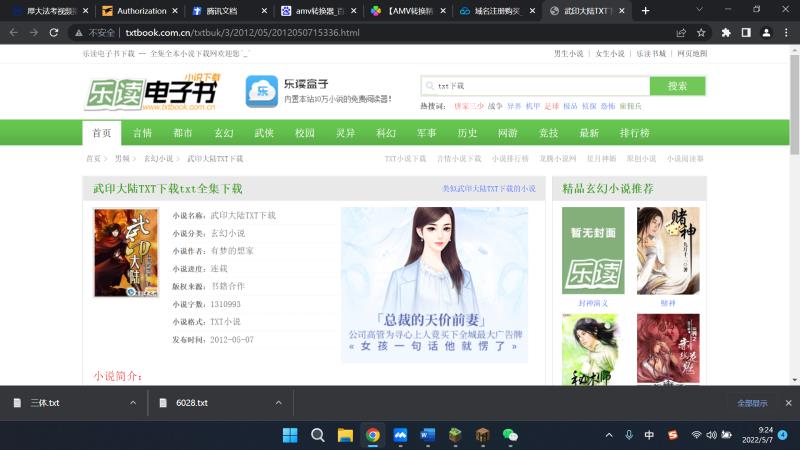 厚大法考视频
Authorization
腾讯文档
amv转换器_百
【AMV转换精
域名注册购买_
武印大陆TXT下
不安全 | txtbook.com.cn/txtbuk/3/2012/05/2012050715336.html
乐读电子书下载 -- 全集全本小说下载网欢迎您^_^
男生小说 | 女生小说 | 乐读书城 | 网页地图
乐读电子书
小说下载
www.txtbook.com.cn
乐读盒子
内置本站10万小说的免费阅读器!
txt下载
搜索
热搜词: 唐家三少 战争 异界 机甲 足球 极品 侦探 恐怖 雇佣兵
首页 言情 都市 玄幻 武侠 校园 灵异 科幻 军事 历史 网游 竞技 最新 排行榜
首页 > 男频 > 玄幻小说 > 武印大陆TXT下载
TXT小说下载 言情小说下载 小说排行榜 龙腾小说网 星月神婿 原创小说 小说阅读器
武印大陆TXT下载txt全集下载
类似武印大陆TXT下载的小说
精品玄幻小说推荐
武印大陆
小说名称: 武印大陆TXT下载
小说分类: 玄幻小说
小说作者: 有梦的想家
小说进度: 连载
版权来源: 书籍合作
小说字数: 1310993
小说格式: TXT小说
发布时间: 2012-05-07
「总裁的天价前妻」
公司高管为寻心上人竟买下全城最大广告牌
« 女孩一句话他就愣了 »
暂无封面
乐读
赌神
封神演义
赌神
秘术师
小说简介:
三体.txt
6028.txt
全部显示
中
9:24
2022/5/7
4